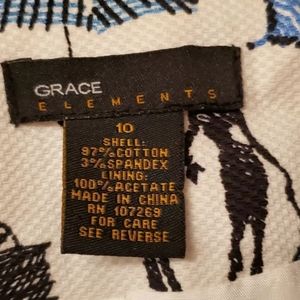 GRACE
ELEMENTS
10
SHELL:
97%COTTON
3%SPANDEX
LINING:
100%ACETATE
MADE IN CHINA
RN 107269
FOR CARE
SEE REVERSE